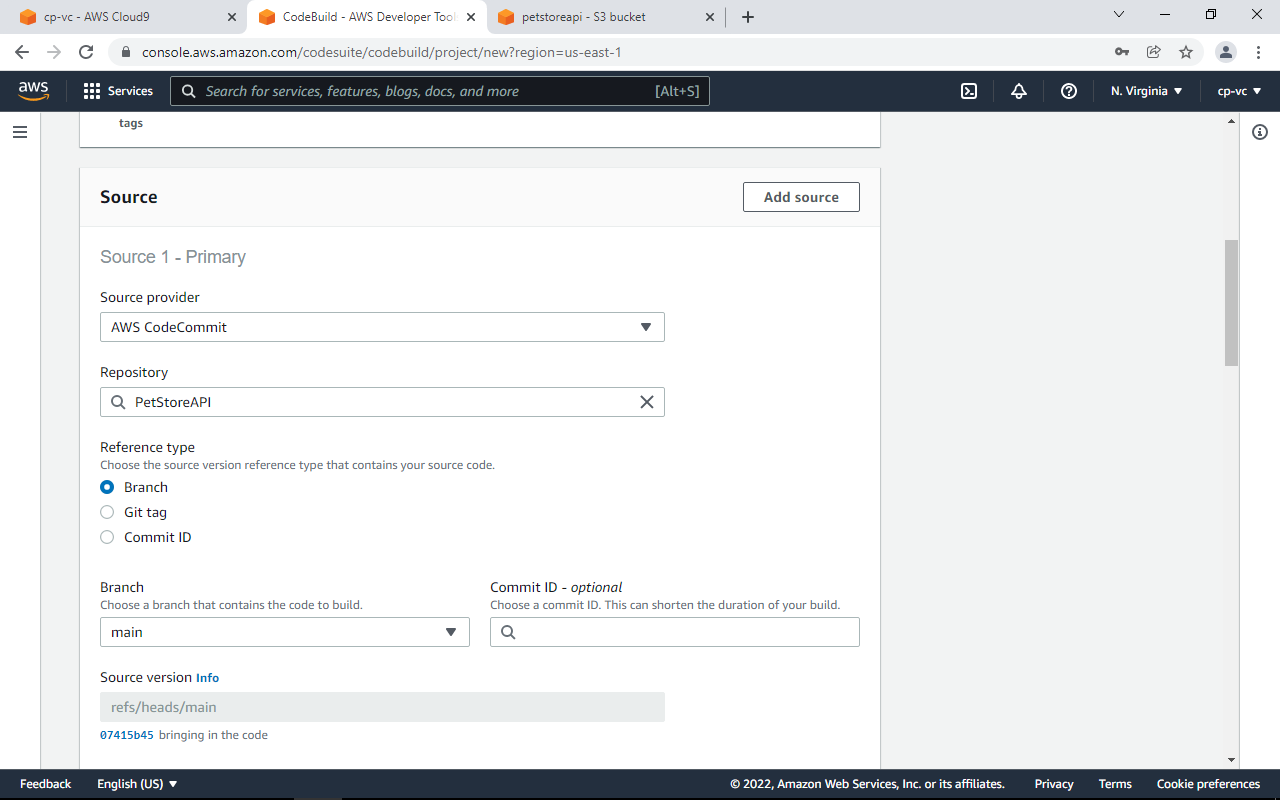 cp-vc - AWS Cloud9
CodeBuild - AWS Developer Tool
petstoreapi - S3 bucket
console.aws.amazon.com/codesuite/codebuild/project/new?region=us-east-1
aws
Services
Search for services, features, blogs, docs, and more
[Alt+S]
N. Virginia
cp-vc
tags
Source
Add source
Source 1 - Primary
Source provider
AWS CodeCommit
Repository
PetStoreAPI
Reference type
Choose the source version reference type that contains your source code.
Branch
Git tag
Commit ID
Branch
Choose a branch that contains the code to build.
main
Commit ID - optional
Choose a commit ID. This can shorten the duration of your build.
Source version Info
refs/heads/main
07415b45 bringing in the code
Feedback
English (US)
© 2022, Amazon Web Services, Inc. or its affiliates.
Privacy
Terms
Cookie preferences